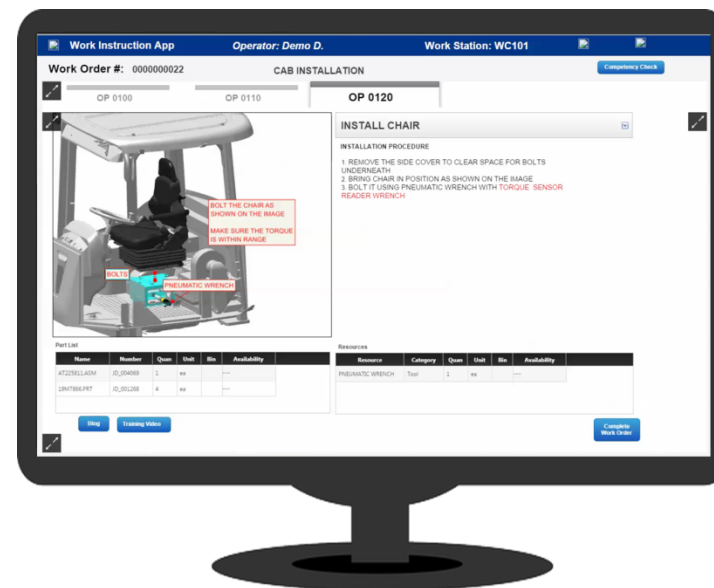 Work Instruction App Operator: Demo D. Work Station: WC101
Work Order #: 0000000022 CAB INSTALLATION Competency Check
OP 0100 OP 0110 OP 0120
INSTALL CHAIR
INSTALLATION PROCEDURE
1. REMOVE THE SIDE COVER TO CLEAR SPACE FOR BOLTS
UNDERNEATH
2. BRING CHAIR IN POSITION AS SHOWN ON THE IMAGE
3. BOLT IT USING PNEUMATIC WRENCH WITH TORQUE SENSOR
READER WRENCH
BOLT THE CHAIR AS
SHOWN ON THE IMAGE
MAKE SURE THE TORQUE
IS WITHIN RANGE
BOLTS
PNEUMATIC WRENCH
Part List
Name Number Quan Unit Bin Availability
JD_004069 1 ea ---
JD_001268 4 ea ---
Resources
Resource Category Quan Unit Bin Availability
PNEUMATIC WRENCH Tool 1 ea ---
Blog Training Video
Complete
Work Order